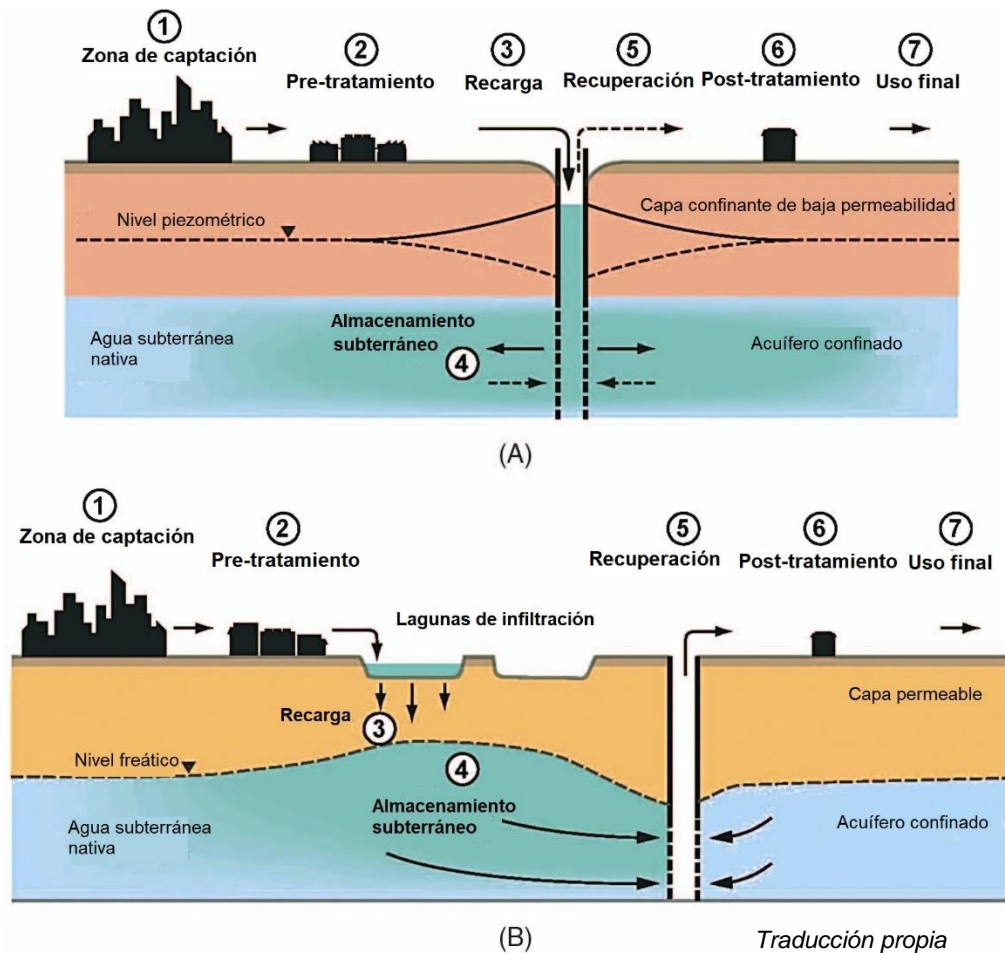 1
Zona de captación
2
Pre-tratamiento
3
Recarga
5
Recuperación
6
Post-tratamiento
7
Uso final
Nivel piezométrico
Capa confinante de baja permeabilidad
Agua subterránea
nativa
Almacenamiento
subterráneo
4
Acuífero confinado
(A)
1
Zona de captación
2
Pre-tratamiento
5
Recuperación
6
Post-tratamiento
7
Uso final
Lagunas de infiltración
Recarga
3
Capa permeable
Nivel freático
4
Almacenamiento
subterráneo
Agua subterránea
nativa
Acuífero confinado
(B)
Traducción propia